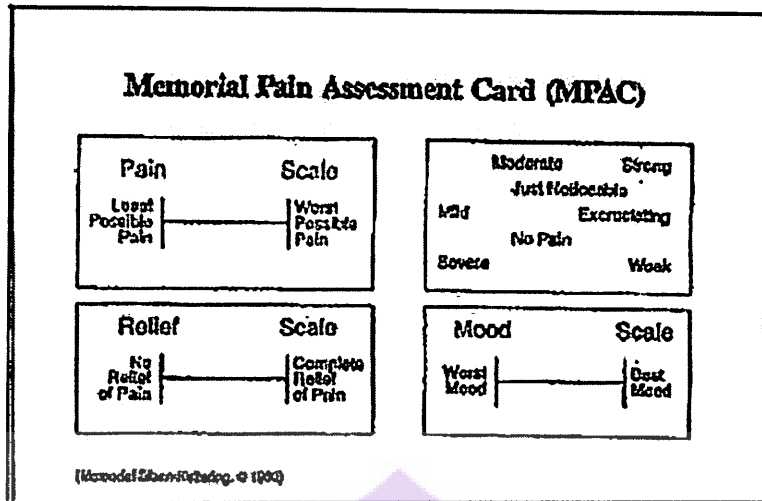 Memorial Pain Assessment Card (MPAC)
Pain Scale
Least
Possible
Pain
Worst
Possible
Pain
Moderate Strong
Just Noticeable
Mild Excruciating
No Pain
Severe Weak
Relief Scale
No
Relief
of Pain
Complete
Relief
of Pain
Mood Scale
Worst
Mood
Best
Mood